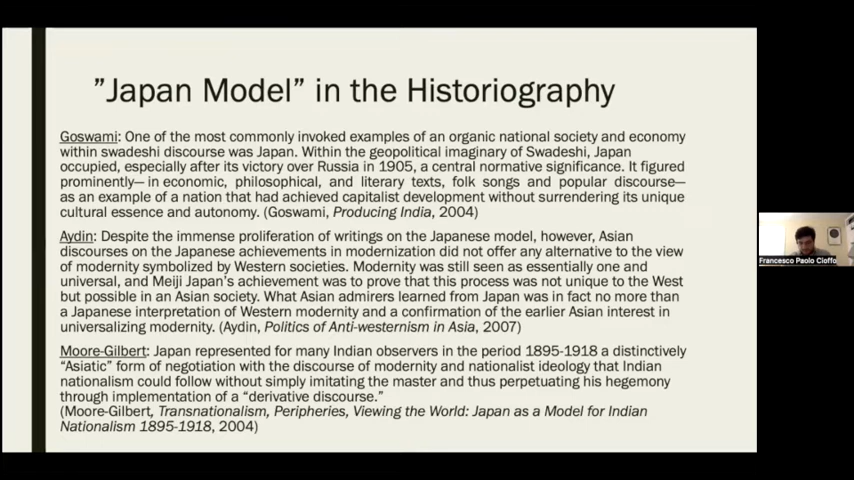 ”Japan Model” in the Historiography
Goswami: One of the most commonly invoked examples of an organic national society and economy
within swadeshi discourse was Japan. Within the geopolitical imaginary of Swadeshi, Japan
occupied, especially after its victory over Russia in 1905, a central normative significance. It figured
prominently— in economic, philosophical, and literary texts, folk songs and popular discourse—
as an example of a nation that had achieved capitalist development without surrendering its unique
cultural essence and autonomy. (Goswami, Producing India, 2004)
Aydin: Despite the immense proliferation of writings on the Japanese model, however, Asian
discourses on the Japanese achievements in modernization did not offer any alternative to the view
of modernity symbolized by Western societies. Modernity was still seen as essentially one and
universal, and Meiji Japan’s achievement was to prove that this process was not unique to the West
but possible in an Asian society. What Asian admirers learned from Japan was in fact no more than
a Japanese interpretation of Western modernity and a confirmation of the earlier Asian interest in
universalizing modernity. (Aydin, Politics of Anti-westernism in Asia, 2007)
Moore-Gilbert: Japan represented for many Indian observers in the period 1895-1918 a distinctively
“Asiatic” form of negotiation with the discourse of modernity and nationalist ideology that Indian
nationalism could follow without simply imitating the master and thus perpetuating his hegemony
through implementation of a “derivative discourse.”
(Moore-Gilbert, Transnationalism, Peripheries, Viewing the World: Japan as a Model for Indian
Nationalism 1895-1918, 2004)
Francesco Paolo Cioffo